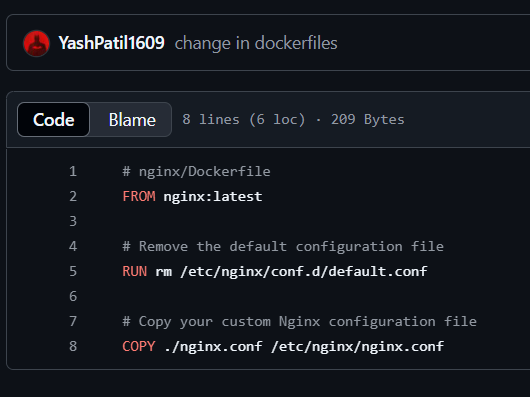 YashPatil1609 change in dockerfiles
Code Blame 8 lines (6 loc) · 209 Bytes
1 # nginx/Dockerfile
2 FROM nginx:latest
3
4 # Remove the default configuration file
5 RUN rm /etc/nginx/conf.d/default.conf
6
7 # Copy your custom Nginx configuration file
8 COPY ./nginx.conf /etc/nginx/nginx.conf